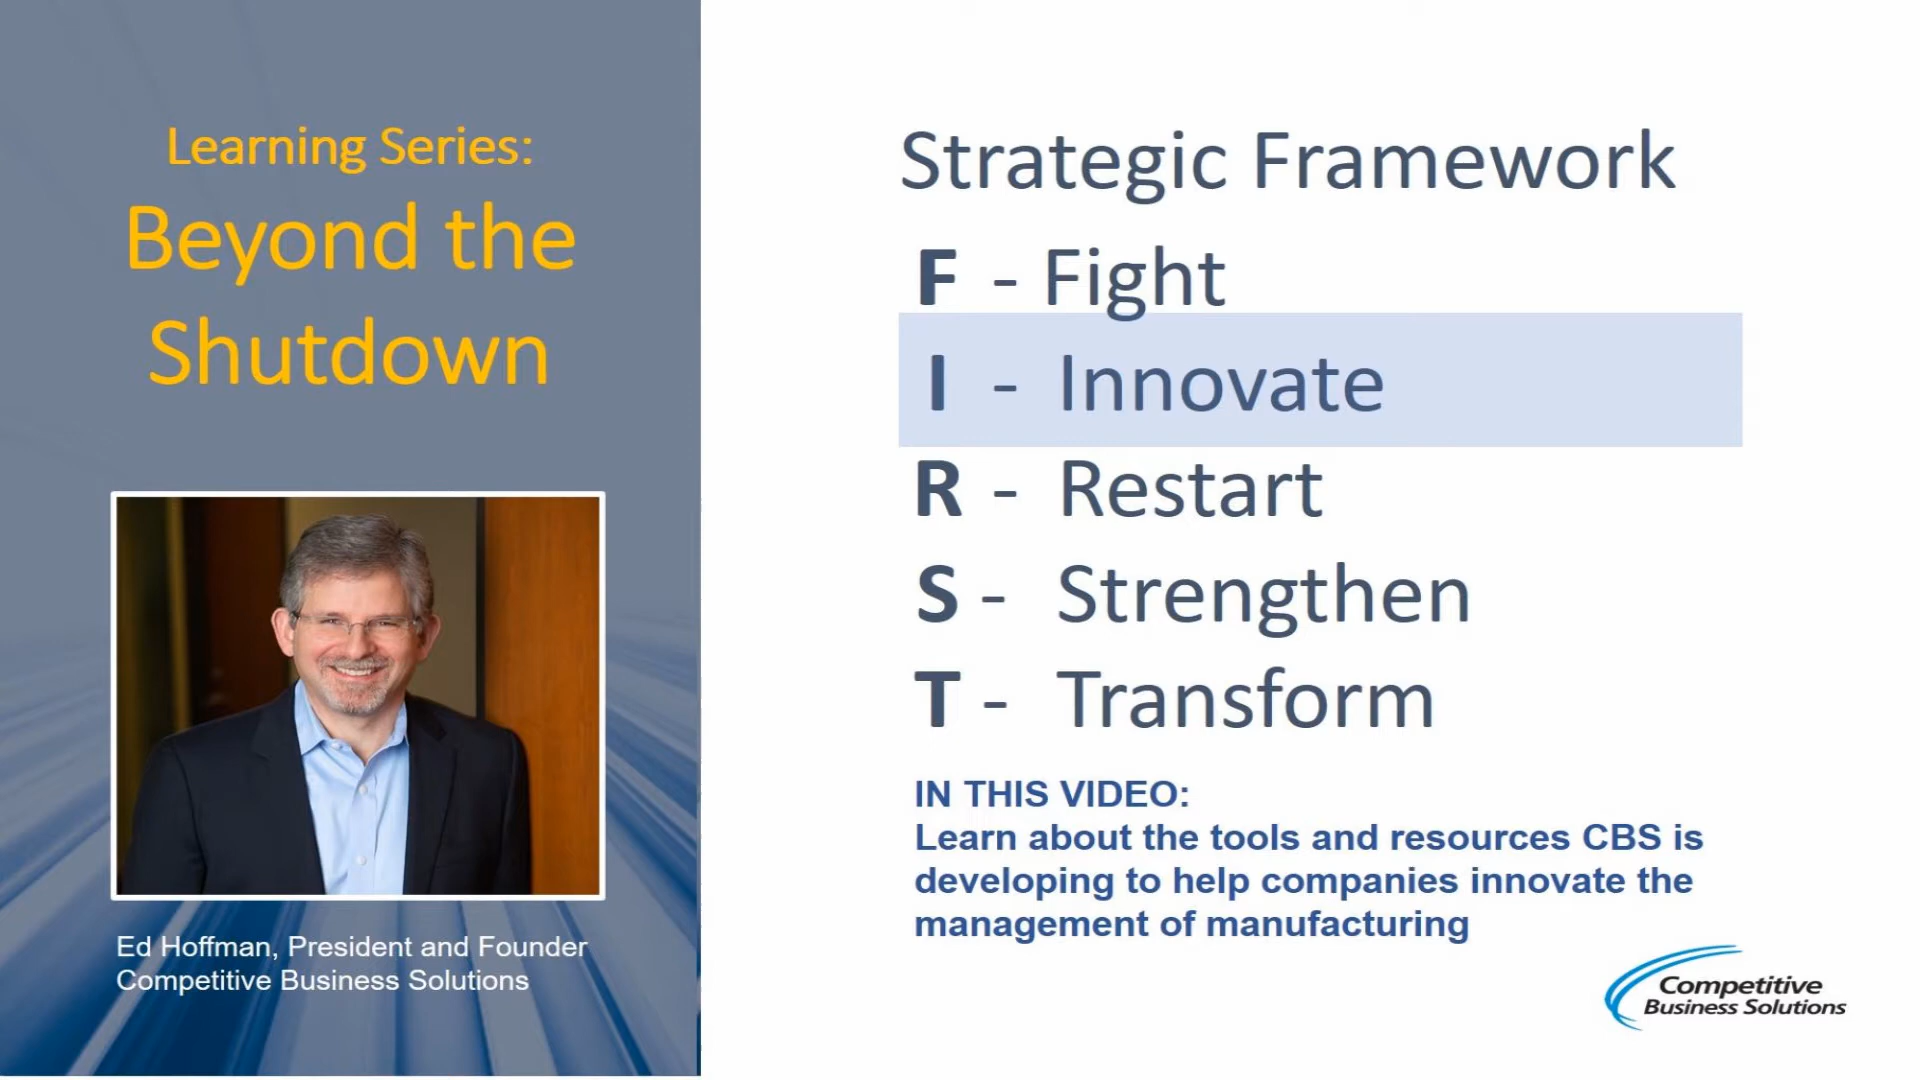 Learning Series:
Beyond the
Shutdown
Ed Hoffman, President and Founder
Competitive Business Solutions
Strategic Framework
F - Fight
I - Innovate
R - Restart
S - Strengthen
T - Transform
IN THIS VIDEO:
Learn about the tools and resources CBS is
developing to help companies innovate the
management of manufacturing
Competitive
Business Solutions